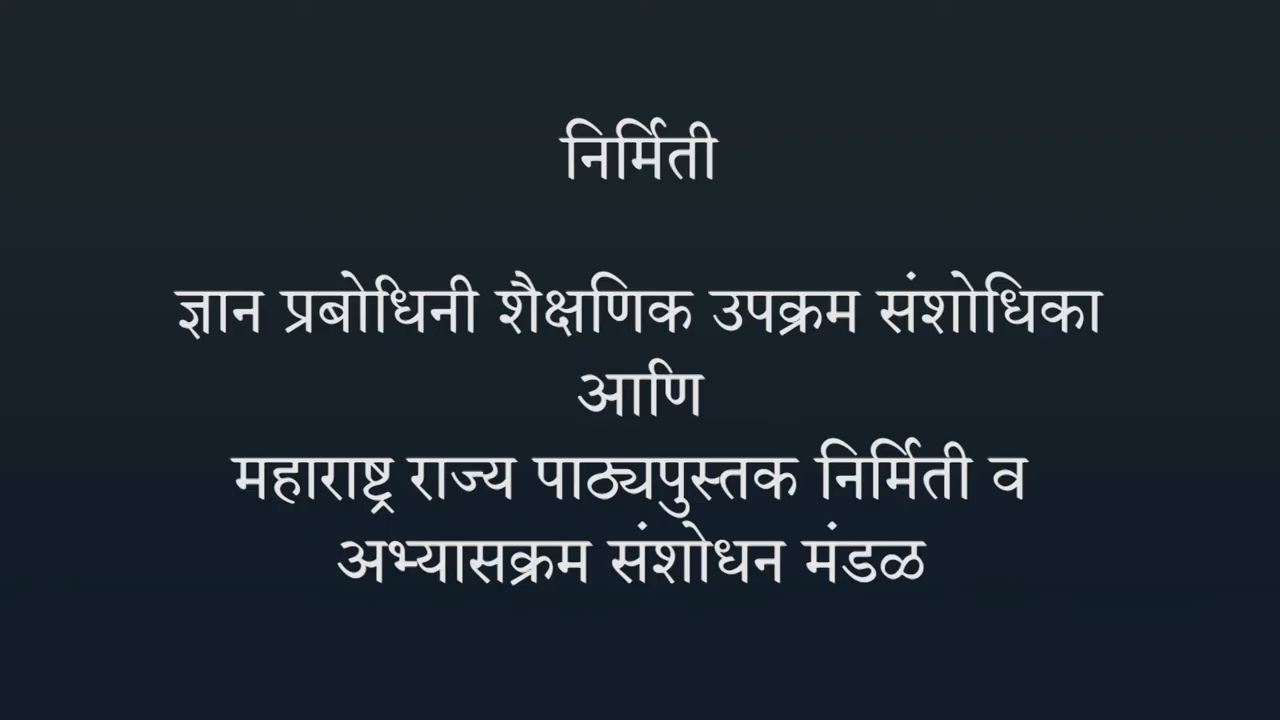 निर्मिती
ज्ञान प्रबोधिनी शैक्षणिक उपक्रम संशोधिका
आणि
महाराष्ट्र राज्य पाठ्यपुस्तक निर्मिती व
अभ्यासक्रम संशोधन मंडळ